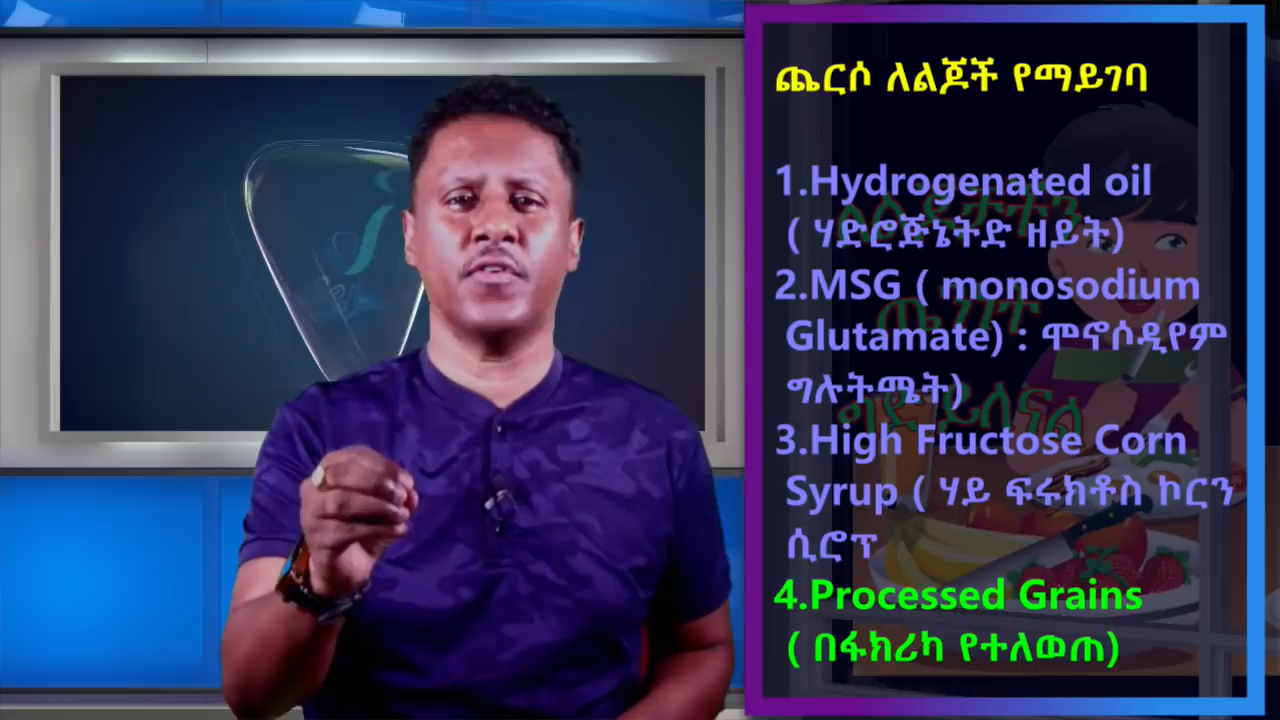 ጨርሶ ለልጆች የማይገባ
1.Hydrogenated oil
( ሃድሮጅኔትድ ዘይት)
2.MSG ( monosodium
Glutamate) : ሞኖሶዲየም
ግሉትሜት)
3.High Fructose Corn
Syrup ( ሃይ ፍሩክቶስ ኮርን
ሲሮፕ
4.Processed Grains
( በፋክሪካ የተለወጠ)